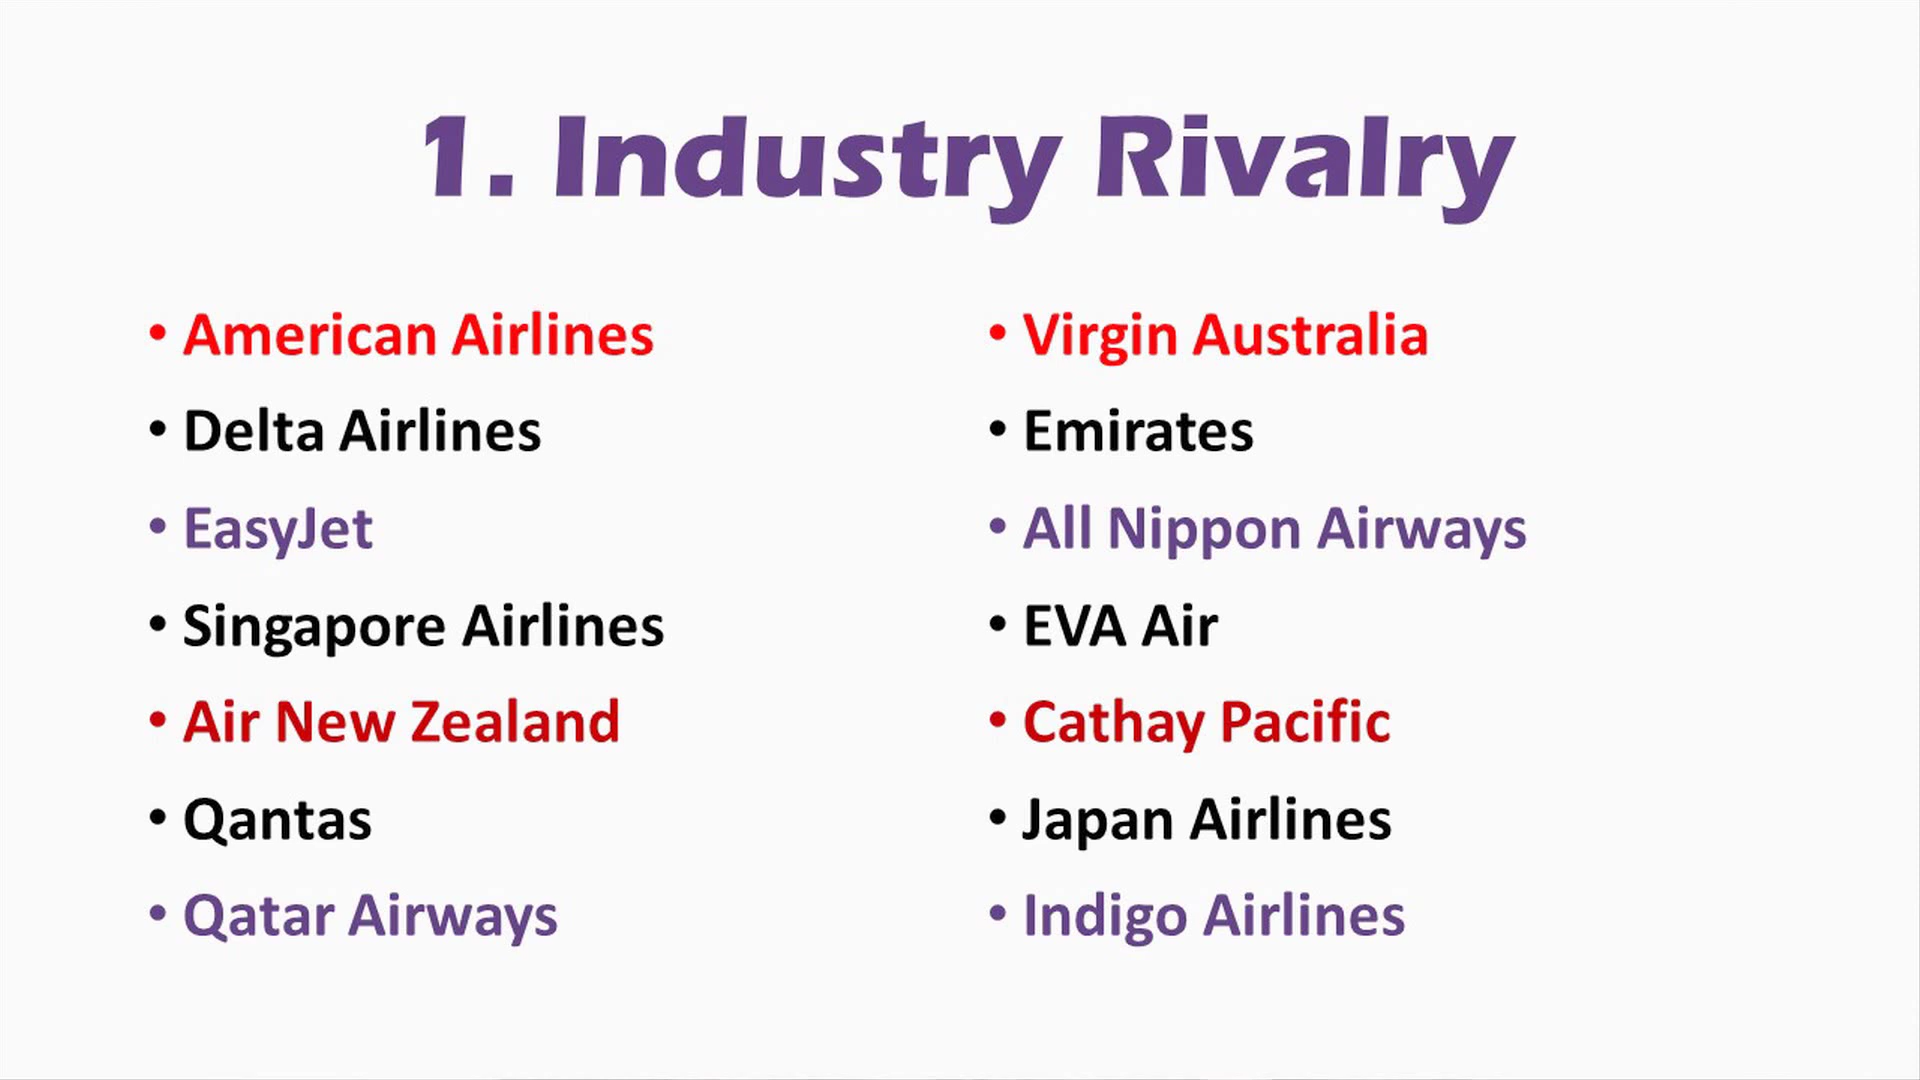 1. Industry Rivalry
• American Airlines
• Delta Airlines
• EasyJet
• Singapore Airlines
• Air New Zealand
• Qantas
• Qatar Airways
• Virgin Australia
• Emirates
• All Nippon Airways
• EVA Air
• Cathay Pacific
• Japan Airlines
• Indigo Airlines